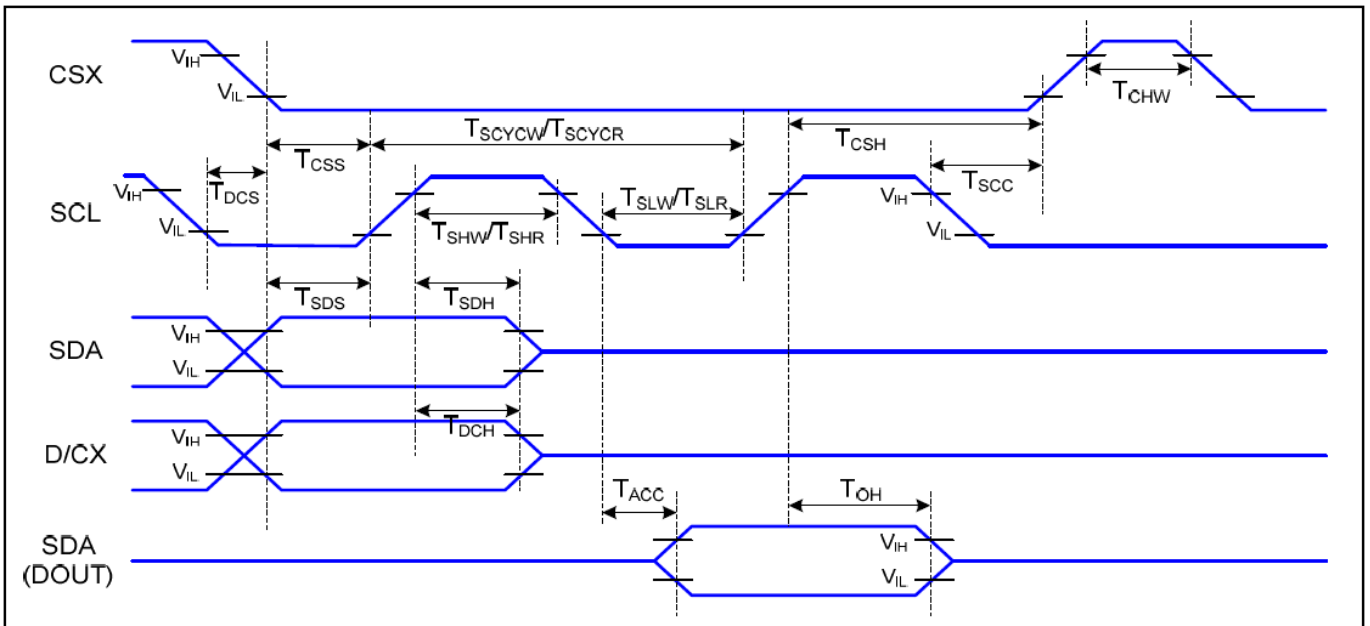 CSX
VIH
VIL
TCHW
TSCYCW/TSCYCR
TCSS
TCSH
TDCS
SCL
VIH
VIL
TSHW/TSHR
TSLW/TSLR
VIH
VIL
TSCC
TSDS
TSDH
SDA
VIH
VIL
TDCH
D/CX
VIH
VIL
TACC
TOH
SDA
(DOUT)
VIH
VIL